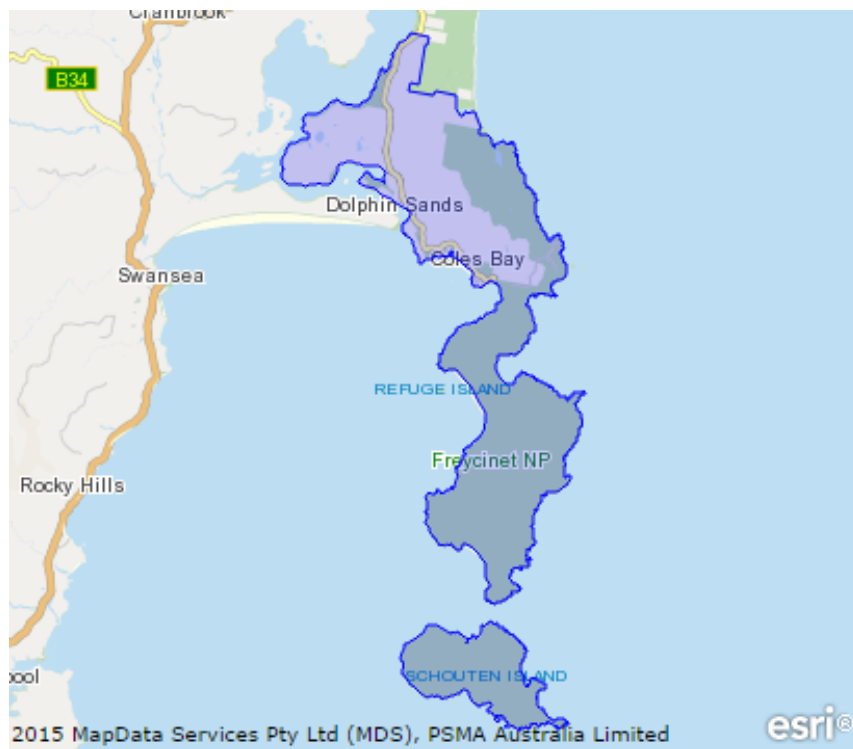 Cranbrook
B34
Dolphin Sands
Coles Bay
Swansea
REFUGE ISLAND
Freycinet NP
Rocky Hills
SCHOUTEN ISLAND
pool
2015 MapData Services Pty Ltd (MDS), PSMA Australia Limited
esri®